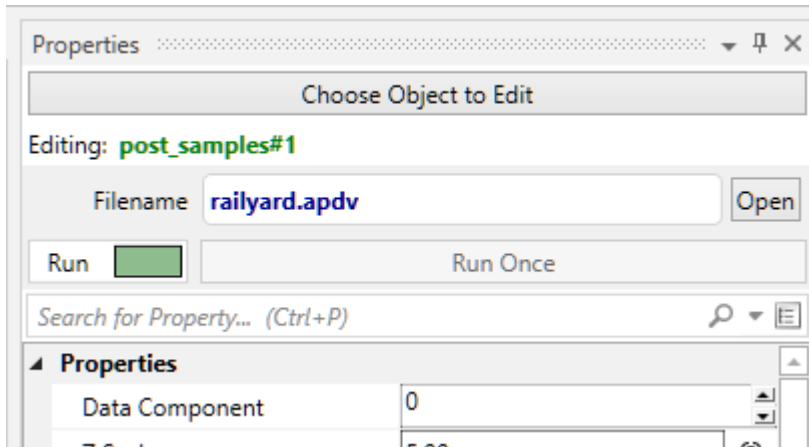 Properties
Choose Object to Edit
Editing: post_samples#1
Filename railyard.apdv Open
Run Run Once
Search for Property... (Ctrl+P)
Properties
Data Component 0